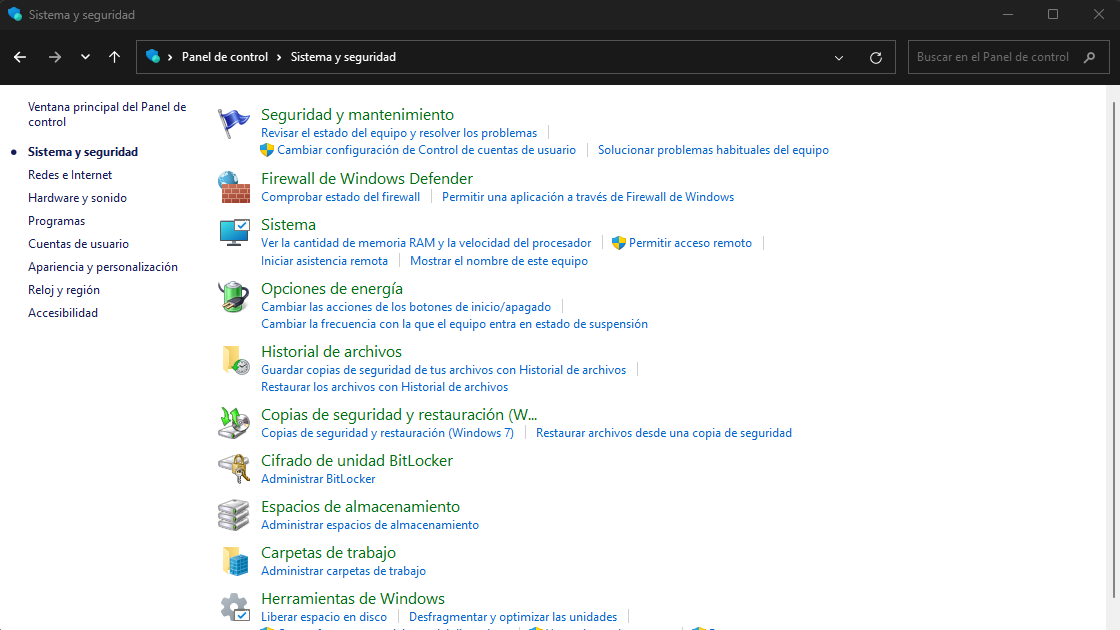 Sistema y seguridad
Panel de control > Sistema y seguridad
Buscar en el Panel de control
Ventana principal del Panel de
control
Sistema y seguridad
Redes e Internet
Hardware y sonido
Programas
Cuentas de usuario
Apariencia y personalización
Reloj y región
Accesibilidad
Seguridad y mantenimiento
Revisar el estado del equipo y resolver los problemas
Cambiar configuración de Control de cuentas de usuario
Solucionar problemas habituales del equipo
Firewall de Windows Defender
Comprobar estado del firewall
Permitir una aplicación a través de Firewall de Windows
Sistema
Ver la cantidad de memoria RAM y la velocidad del procesador
Permitir acceso remoto
Iniciar asistencia remota
Mostrar el nombre de este equipo
Opciones de energía
Cambiar las acciones de los botones de inicio/apagado
Cambiar la frecuencia con la que el equipo entra en estado de suspensión
Historial de archivos
Guardar copias de seguridad de tus archivos con Historial de archivos
Restaurar los archivos con Historial de archivos
Copias de seguridad y restauración (W...
Copias de seguridad y restauración (Windows 7)
Restaurar archivos desde una copia de seguridad
Cifrado de unidad BitLocker
Administrar BitLocker
Espacios de almacenamiento
Administrar espacios de almacenamiento
Carpetas de trabajo
Administrar carpetas de trabajo
Herramientas de Windows
Liberar espacio en disco
Desfragmentar y optimizar las unidades